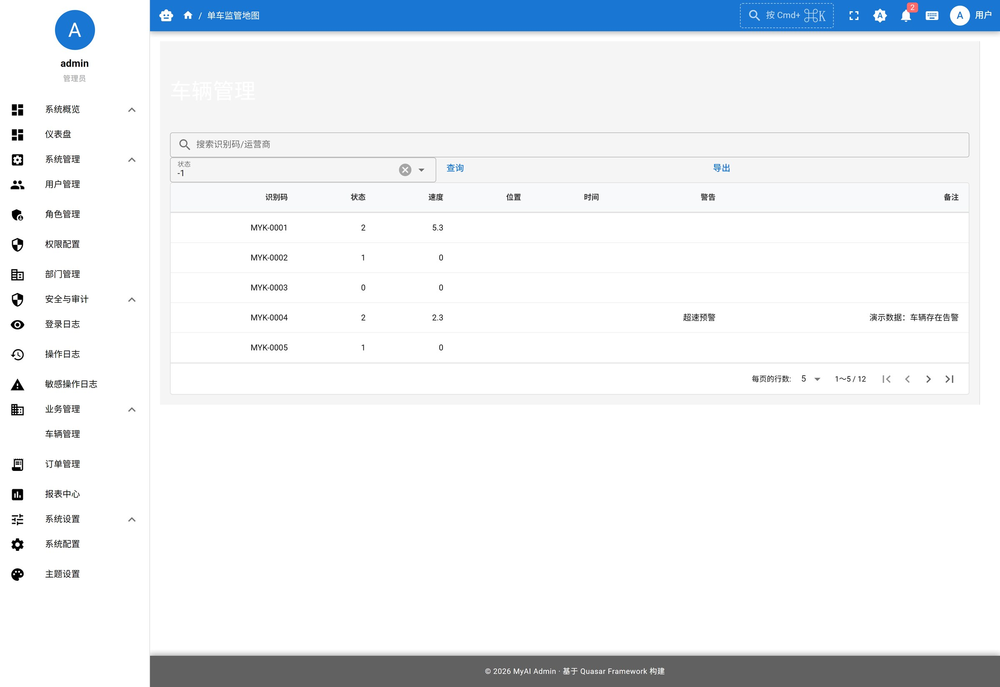 A
admin
管理员
系统概览
仪表盘
系统管理
用户管理
角色管理
权限配置
部门管理
安全与审计
登录日志
操作日志
敏感操作日志
业务管理
车辆管理
订单管理
报表中心
系统设置
系统配置
主题设置
/ 单车监管地图
按 Cmd+ ⌘K
A
2
A 用户
车辆管理
搜索识别码/运营商
状态
-1
查询 导出
识别码 状态 速度 位置 时间 警告 备注
MYK-0001 2 5.3
MYK-0002 1 0
MYK-0003 0 0
MYK-0004 2 2.3 超速预警 演示数据：车辆存在告警
MYK-0005 1 0
每页的行数: 5 1～5 / 12
© 2026 MyAI Admin · 基于 Quasar Framework 构建